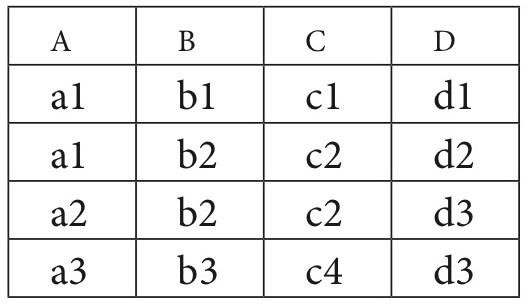 A B C D
a1 b1 c1 d1
a1 b2 c2 d2
a2 b2 c2 d3
a3 b3 c4 d3